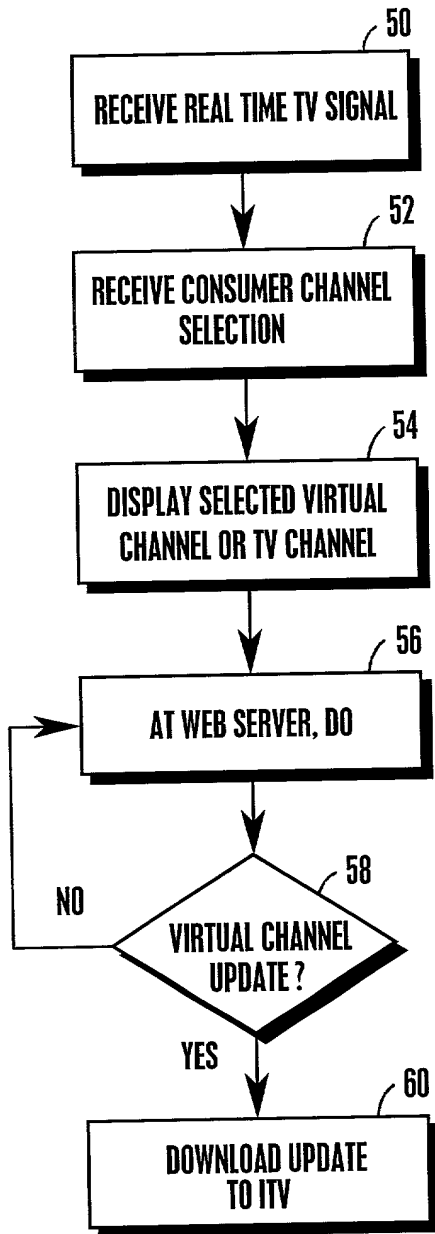 50
RECEIVE REAL TIME TV SIGNAL
52
RECEIVE CONSUMER CHANNEL
SELECTION
54
DISPLAY SELECTED VIRTUAL
CHANNEL OR TV CHANNEL
56
AT WEB SERVER, DO
58
NO
VIRTUAL CHANNEL
UPDATE?
YES
60
DOWNLOAD UPDATE
TO ITV